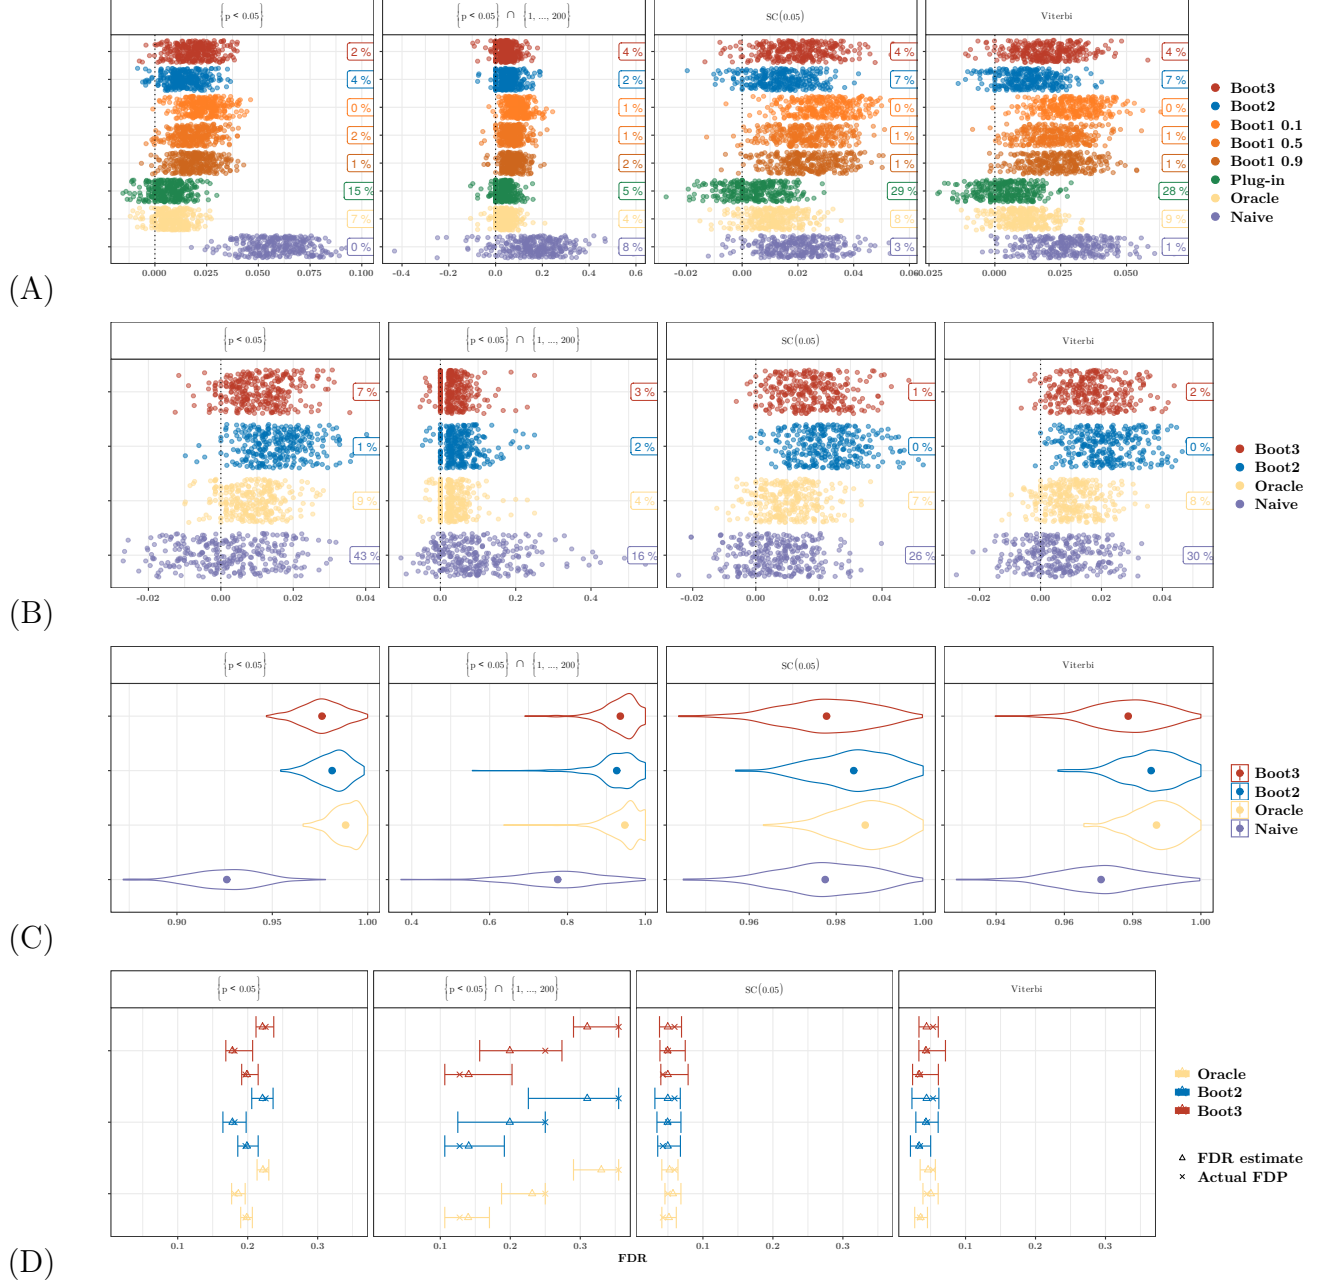 {p < 0.05}
{p < 0.05} ∩ {1, ..., 200}
SC(0.05)
Viterbi
2 % 4 % 4 % 4 %
4 % 2 % 7 % 7 %
0 % 1 % 0 % 0 %
2 % 1 % 1 % 1 %
1 % 2 % 1 % 1 %
15 % 5 % 29 % 28 %
7 % 4 % 8 % 9 %
0 % 8 % 3 % 1 %
0.000 0.025 0.050 0.075 0.100
-0.4 -0.2 0.0 0.2 0.4 0.6
-0.02 0.00 0.02 0.04 0.06
-0.025 0.000 0.025 0.050
Boot3
Boot2
Boot1 0.1
Boot1 0.5
Boot1 0.9
Plug-in
Oracle
Naive
(A)
{p < 0.05}
{p < 0.05} ∩ {1, ..., 200}
SC(0.05)
Viterbi
7 % 3 % 1 % 2 %
1 % 2 % 0 % 0 %
9 % 4 % 7 % 8 %
43 % 16 % 26 % 30 %
-0.02 0.00 0.02 0.04
0.0 0.2 0.4
-0.02 0.00 0.02 0.04
-0.02 0.00 0.02 0.04
Boot3
Boot2
Oracle
Naive
(B)
{p < 0.05}
{p < 0.05} ∩ {1, ..., 200}
SC(0.05)
Viterbi
0.90 0.95 1.00
0.4 0.6 0.8 1.0
0.96 0.98 1.00
0.94 0.96 0.98 1.00
Boot3
Boot2
Oracle
Naive
(C)
{p < 0.05}
{p < 0.05} ∩ {1, ..., 200}
SC(0.05)
Viterbi
0.1 0.2 0.3
0.1 0.2 0.3
0.1 0.2 0.3
0.1 0.2 0.3
FDR
Oracle
Boot2
Boot3
FDR estimate
Actual FDP
(D)